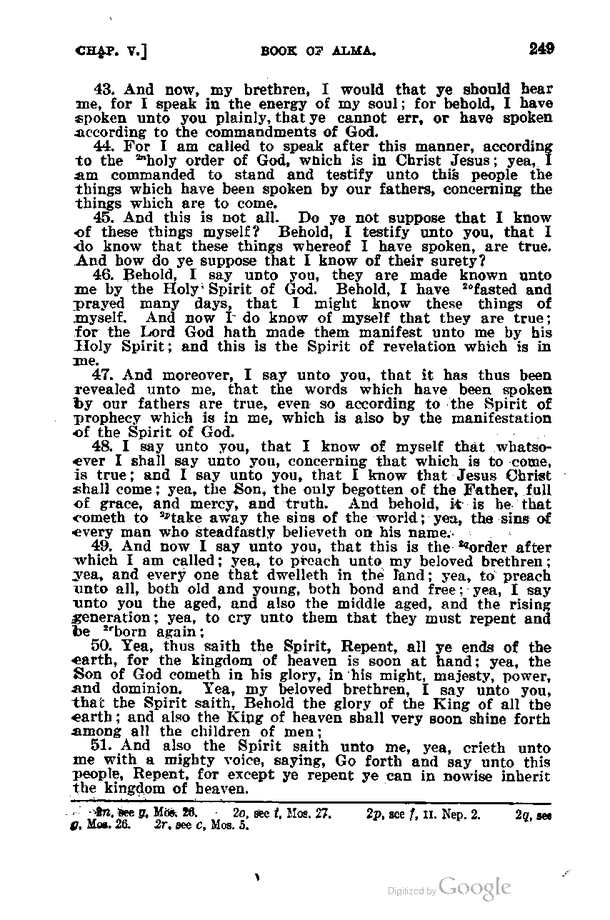 CHAP. V.] BOOK OF ALMA. 249
43. And now, my brethren, I would that ye should hear
me, for I speak in the energy of my soul; for behold, I have
spoken unto you plainly, that ye cannot err, or have spoken
according to the commandments of God.
44. For I am called to speak after this manner, according
to the ²ⁿholy order of God, which is in Christ Jesus; yea, I
am commanded to stand and testify unto this people the
things which have been spoken by our fathers, concerning the
things which are to come.
45. And this is not all. Do ye not suppose that I know
of these things myself? Behold, I testify unto you, that I
do know that these things whereof I have spoken, are true.
And how do ye suppose that I know of their surety?
46. Behold, I say unto you, they are made known unto
me by the Holy Spirit of God. Behold, I have ²ᵒfasted and
prayed many days, that I might know these things of
myself. And now I do know of myself that they are true;
for the Lord God hath made them manifest unto me by his
Holy Spirit; and this is the Spirit of revelation which is in
me.
47. And moreover, I say unto you, that it has thus been
revealed unto me, that the words which have been spoken
by our fathers are true, even so according to the Spirit of
prophecy which is in me, which is also by the manifestation
of the Spirit of God.
48. I say unto you, that I know of myself that whatso-
ever I shall say unto you, concerning that which is to come,
is true; and I say unto you, that I know that Jesus Christ
shall come; yea, the Son, the only begotten of the Father, full
of grace, and mercy, and truth. And behold, it is he that
cometh to ²ᵖtake away the sins of the world; yea, the sins of
every man who steadfastly believeth on his name.
49. And now I say unto you, that this is the ²𐞥order after
which I am called; yea, to preach unto my beloved brethren;
yea, and every one that dwelleth in the land; yea, to preach
unto all, both old and young, both bond and free; yea, I say
unto you the aged, and also the middle aged, and the rising
generation; yea, to cry unto them that they must repent and
be ²ʳborn again;
50. Yea, thus saith the Spirit, Repent, all ye ends of the
earth, for the kingdom of heaven is soon at hand; yea, the
Son of God cometh in his glory, in his might, majesty, power,
and dominion. Yea, my beloved brethren, I say unto you,
that the Spirit saith, Behold the glory of the King of all the
earth; and also the King of heaven shall very soon shine forth
among all the children of men;
51. And also the Spirit saith unto me, yea, crieth unto
me with a mighty voice, saying, Go forth and say unto this
people, Repent, for except ye repent ye can in nowise inherit
the kingdom of heaven.
2n, see g, Mos. 26. 2o, see t, Mos. 27. 2p, see f, II. Nep. 2. 2q, see
g, Mos. 26. 2r, see c, Mos. 5.
Digitized by Google